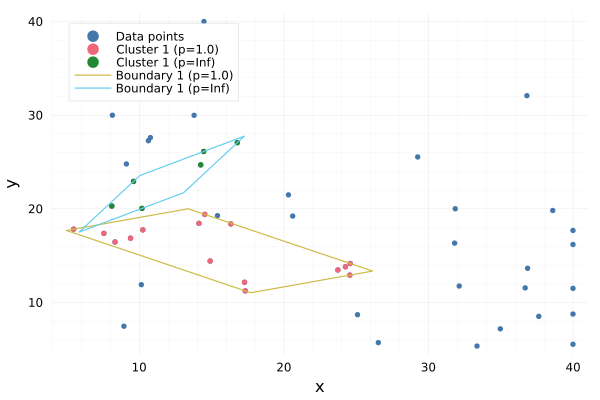 40
Data points
Cluster 1 (p=1.0)
Cluster 1 (p=Inf)
Boundary 1 (p=1.0)
Boundary 1 (p=Inf)
30
y
20
10
10 20 30 40
x